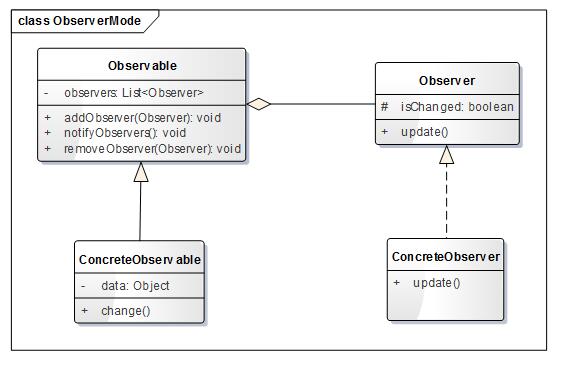 class ObserverMode
Observable
- observers: List<Observer>
+ addObserver(Observer): void
+ notifyObservers(): void
+ removeObserver(Observer): void
Observer
# isChanged: boolean
+ update()
ConcreteObservable
- data: Object
+ change()
ConcreteObserver
+ update()